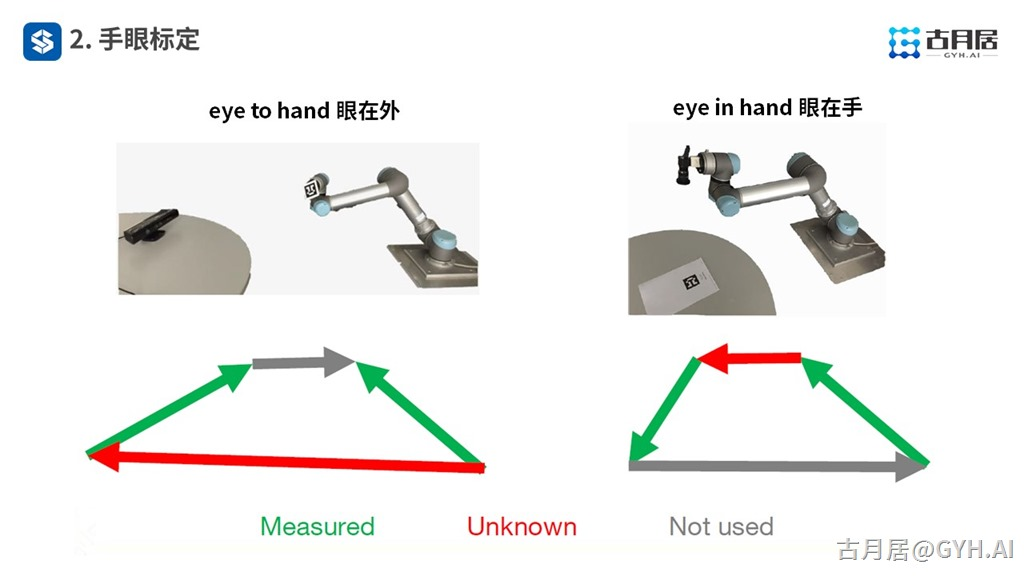 2. 手眼标定
古月居
GYH.AI
eye to hand 眼在外
eye in hand 眼在手
Measured
Unknown
Not used
古月居@GYH.AI